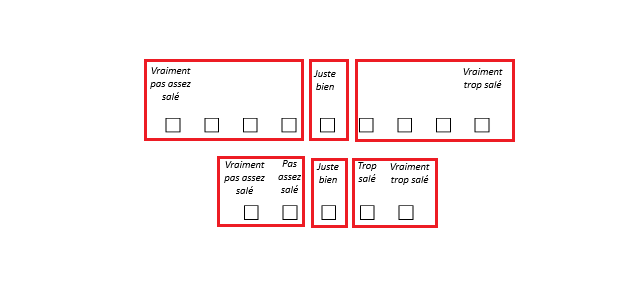 Vraiment
pas assez
salé
Juste
bien
Vraiment
trop salé
Vraiment
pas assez
salé
Pas
assez
salé
Juste
bien
Trop
salé
Vraiment
trop salé